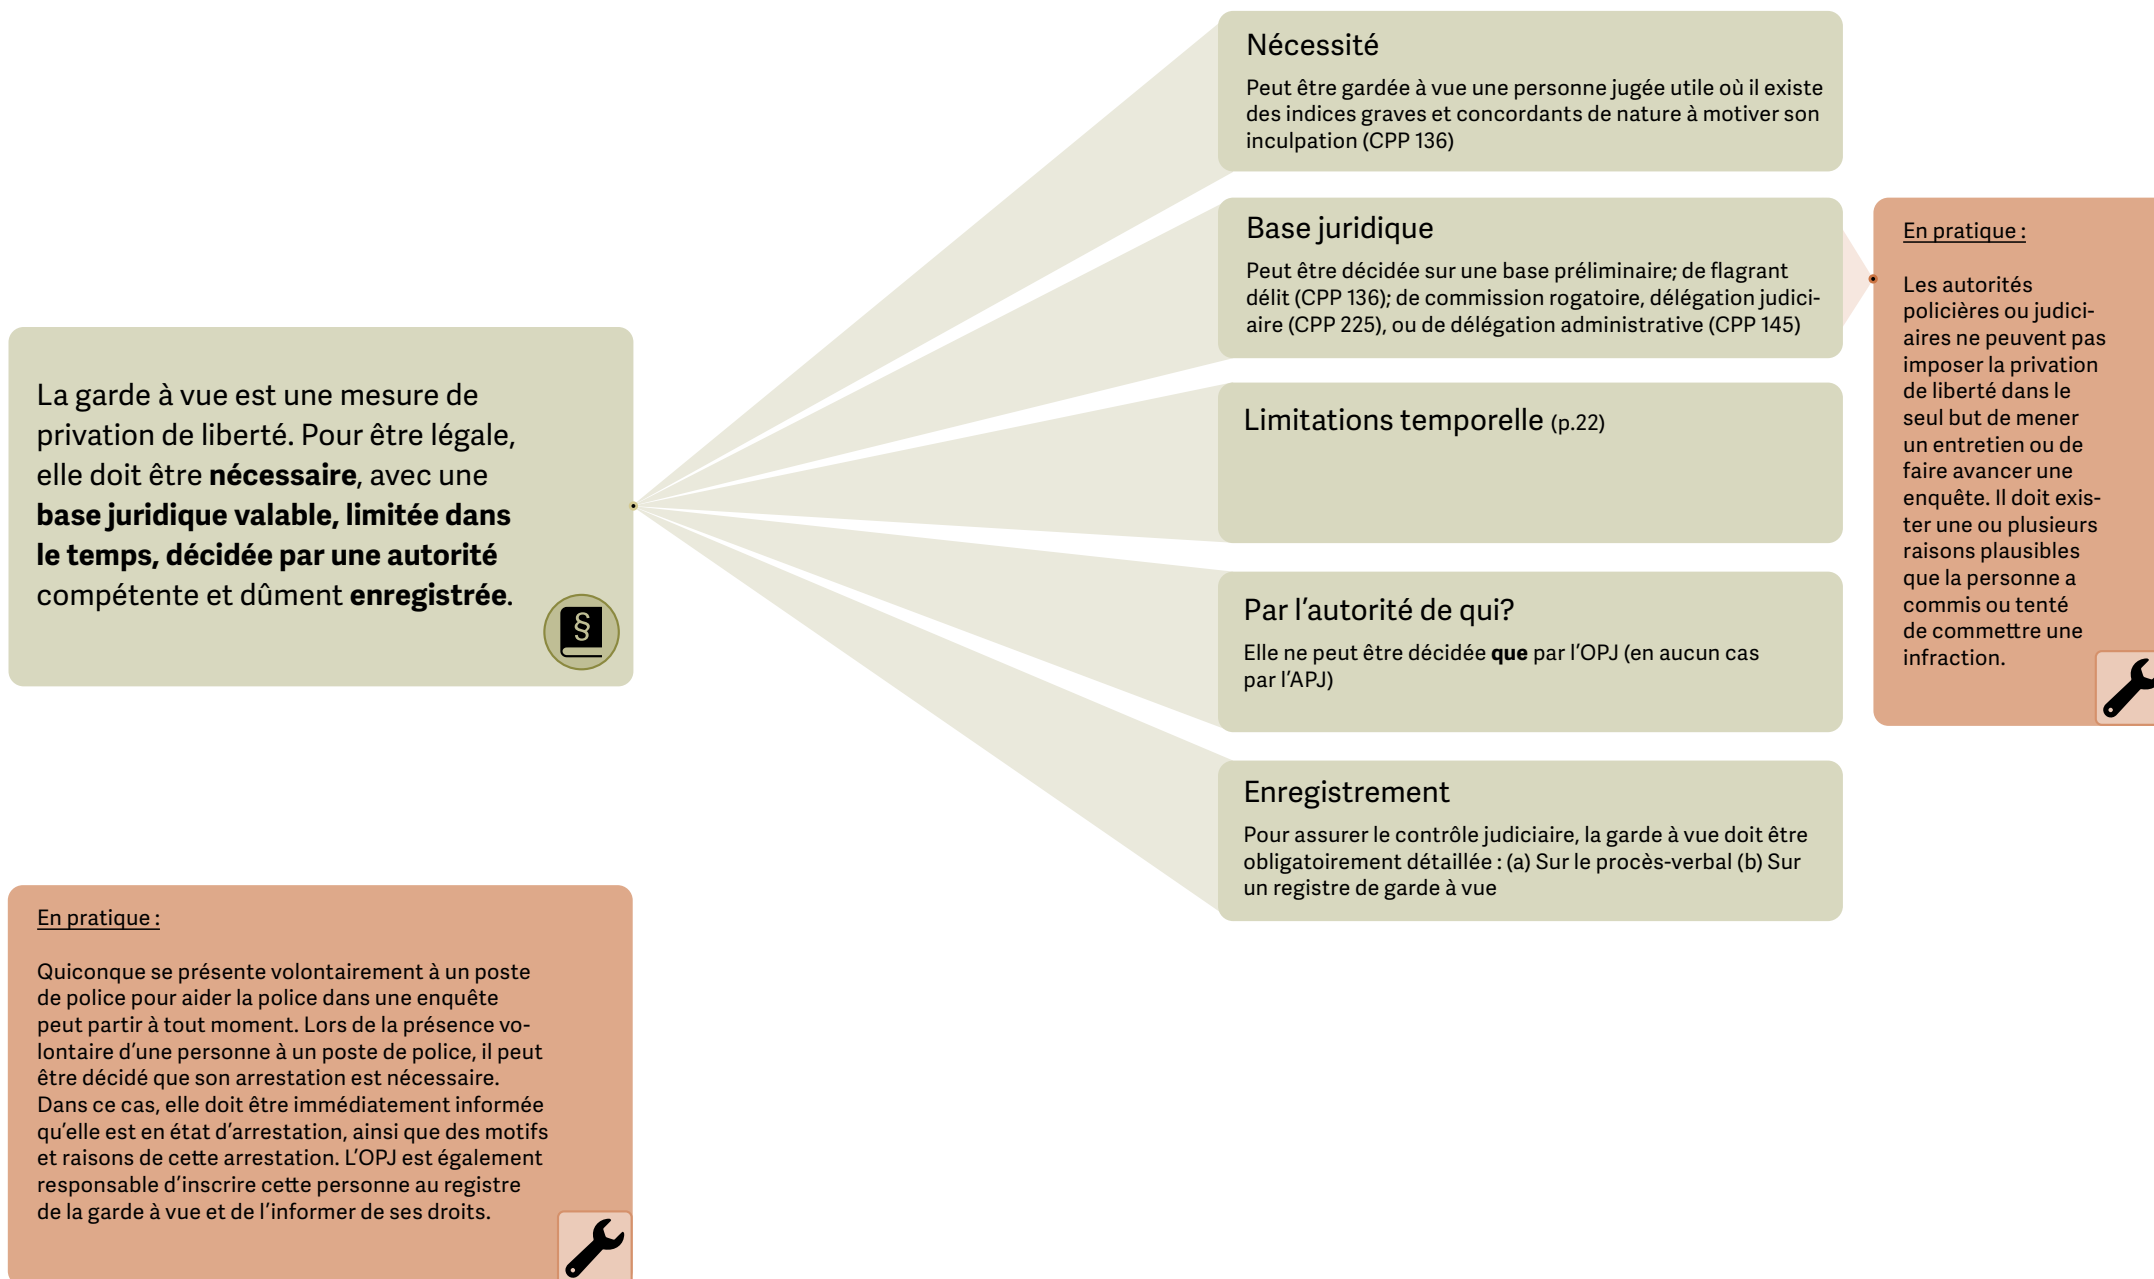 La garde à vue est une mesure de
privation de liberté. Pour être légale,
elle doit être nécessaire, avec une
base juridique valable, limitée dans
le temps, décidée par une autorité
compétente et dûment enregistrée.
§
Nécessité
Peut être gardée à vue une personne jugée utile où il existe
des indices graves et concordants de nature à motiver son
inculpation (CPP 136)
Base juridique
Peut être décidée sur une base préliminaire; de flagrant
délit (CPP 136); de commission rogatoire, délégation judici-
aire (CPP 225), ou de délégation administrative (CPP 145)
Limitations temporelle (p.22)
Par l'autorité de qui?
Elle ne peut être décidée que par l'OPJ (en aucun cas
par l'APJ)
Enregistrement
Pour assurer le contrôle judiciaire, la garde à vue doit être
obligatoirement détaillée : (a) Sur le procès-verbal (b) Sur
un registre de garde à vue
En pratique :
Les autorités
policières ou judici-
aires ne peuvent pas
imposer la privation
de liberté dans le
seul but de mener
un entretien ou de
faire avancer une
enquête. Il doit exis-
ter une ou plusieurs
raisons plausibles
que la personne a
commis ou tenté
de commettre une
infraction.
En pratique :
Quiconque se présente volontairement à un poste
de police pour aider la police dans une enquête
peut partir à tout moment. Lors de la présence vo-
lontaire d'une personne à un poste de police, il peut
être décidé que son arrestation est nécessaire.
Dans ce cas, elle doit être immédiatement informée
qu'elle est en état d'arrestation, ainsi que des motifs
et raisons de cette arrestation. L'OPJ est également
responsable d'inscrire cette personne au registre
de la garde à vue et de l'informer de ses droits.